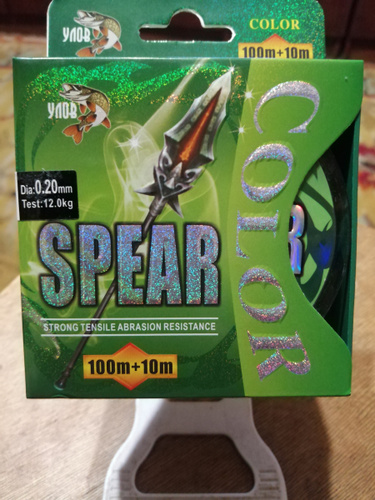 УЛОВ
COLOR
100m+10m
УЛОВ
Dia:0.20mm
Test:12.0kg
SPEAR
STRONG TENSILE ABRASION RESISTANCE
100m+10m
COLOR
R